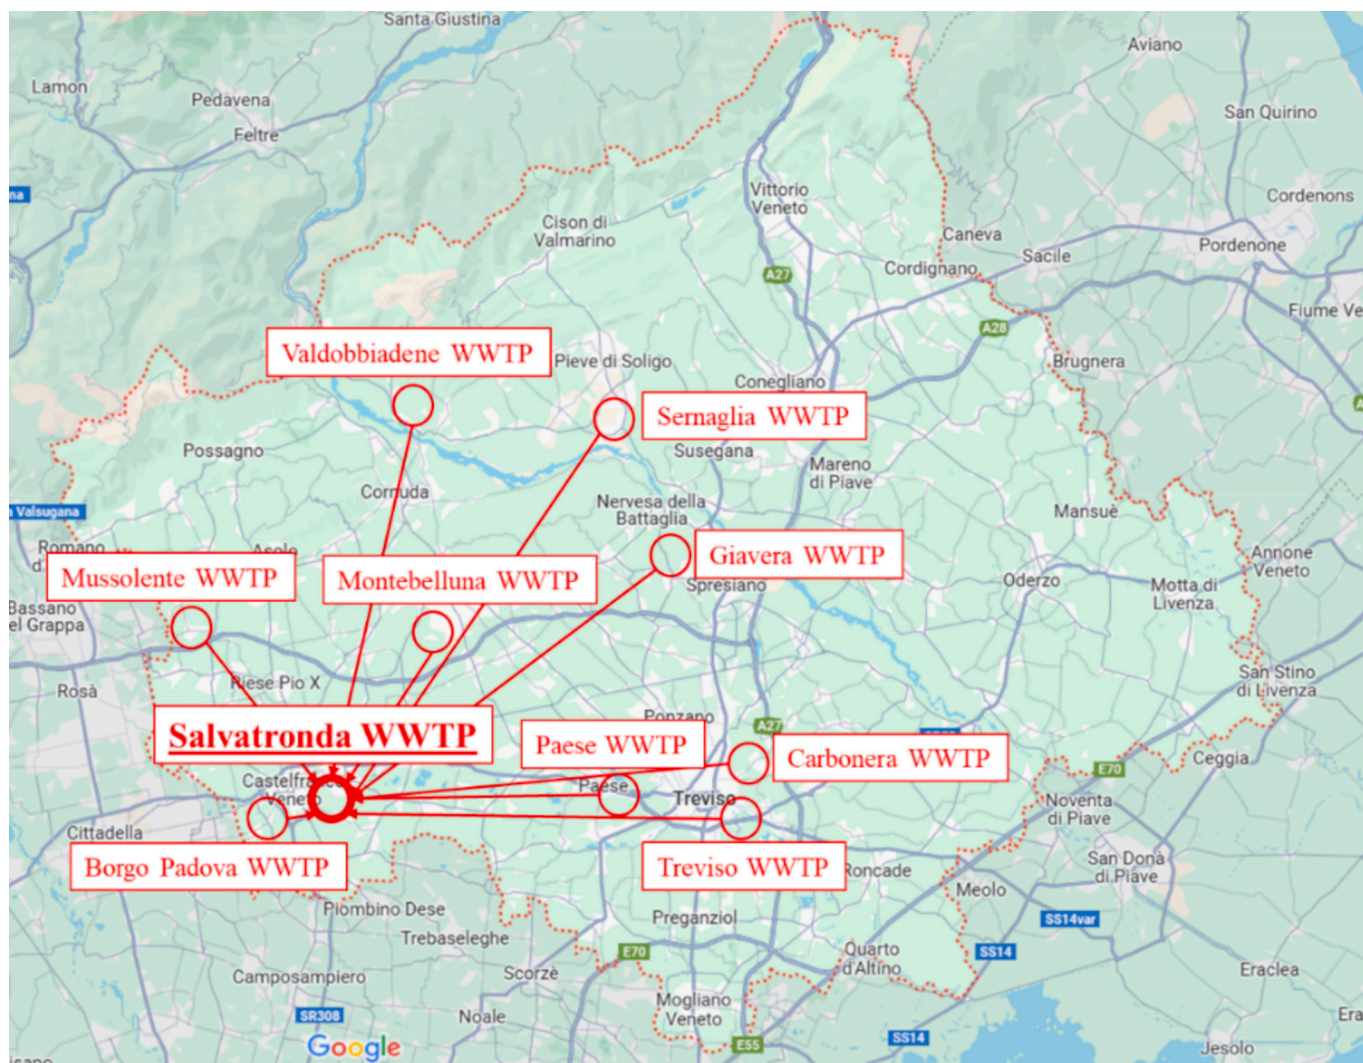 Santa Giustina
Aviano
Lamon
Pedavena
San Quirino
Feltre
na
Vittorio
Veneto
Cordenons
Cison di
Valmarino
Caneva
Pordenone
Sacile
Cordignano
A27
Fiume Ve
A28
Valdobbiadene WWTP
Pieve di Soligo
Brugnera
Conegliano
A
Sernaglia WWTP
Possagno
Susegana
Mareno
di Piave
Cornuda
Nervesa della
Battaglia
Mansuè
a Valsugana
Romano
d
Asolo
Giavera WWTP
Annone
Veneto
Mussolente WWTP
Montebelluna WWTP
Spresiano
Oderzo
Motta di
Livenza
Bassano
el Grappa
San Stino
di Livenza
Rosà
Riese Pio X
Salvatronda WWTP
Ponzano
A27
Paese WWTP
Carbonera WWTP
Ceggia
E70
Castelfranco
Veneto
Paese
Treviso
Noventa
di Piave
Cittadella
Borgo Padova WWTP
Treviso WWTP
Roncade
San Donà
di Piave
Meolo
Piombino Dese
Preganziol
SS14var
Trebaseleghe
E70
Quarto
d'Altino
SS14
Camposampiero
Scorzè
Eraclea
Mogliano
Veneto
SR308
Noale
Era
Google
E55
SS14
Jesolo
isano